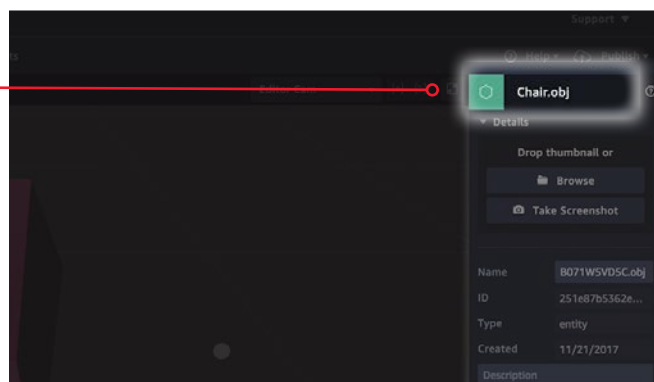 Support
Help
Publish
Editor Cam
Chair.obj
Details
Drop thumbnail or
Browse
Take Screenshot
Name B071WSVDSC.obj
ID 251e87b5362e...
Type entity
Created 11/21/2017
Description